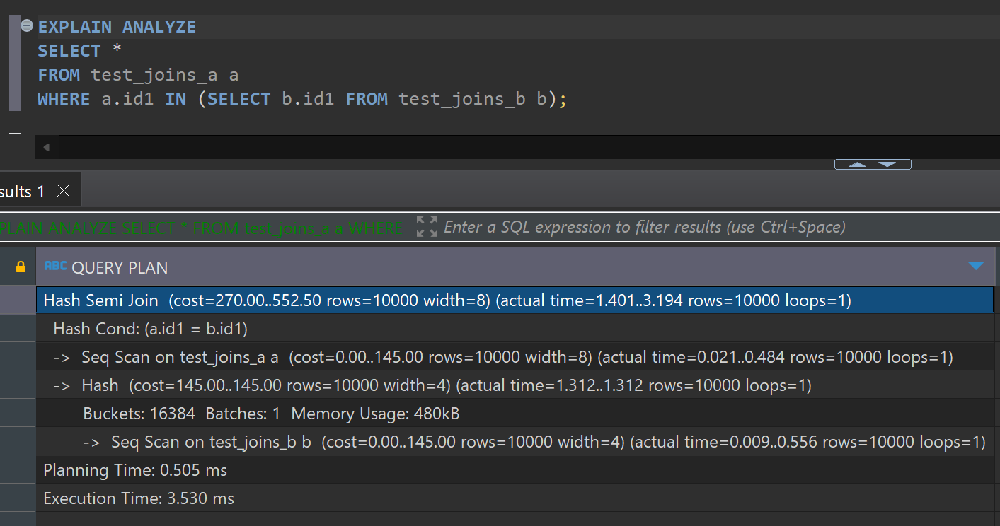 EXPLAIN ANALYZE
SELECT *
FROM test_joins_a a
WHERE a.id1 IN (SELECT b.id1 FROM test_joins_b b);
sults 1
PLAIN ANALYZE SELECT * FROM test_joins_a a WHERE Enter a SQL expression to filter results (use Ctrl+Space)
ABC QUERY PLAN
Hash Semi Join (cost=270.00..552.50 rows=10000 width=8) (actual time=1.401..3.194 rows=10000 loops=1)
Hash Cond: (a.id1 = b.id1)
-> Seq Scan on test_joins_a a (cost=0.00..145.00 rows=10000 width=8) (actual time=0.021..0.484 rows=10000 loops=1)
-> Hash (cost=145.00..145.00 rows=10000 width=4) (actual time=1.312..1.312 rows=10000 loops=1)
Buckets: 16384 Batches: 1 Memory Usage: 480kB
-> Seq Scan on test_joins_b b (cost=0.00..145.00 rows=10000 width=4) (actual time=0.009..0.556 rows=10000 loops=1)
Planning Time: 0.505 ms
Execution Time: 3.530 ms